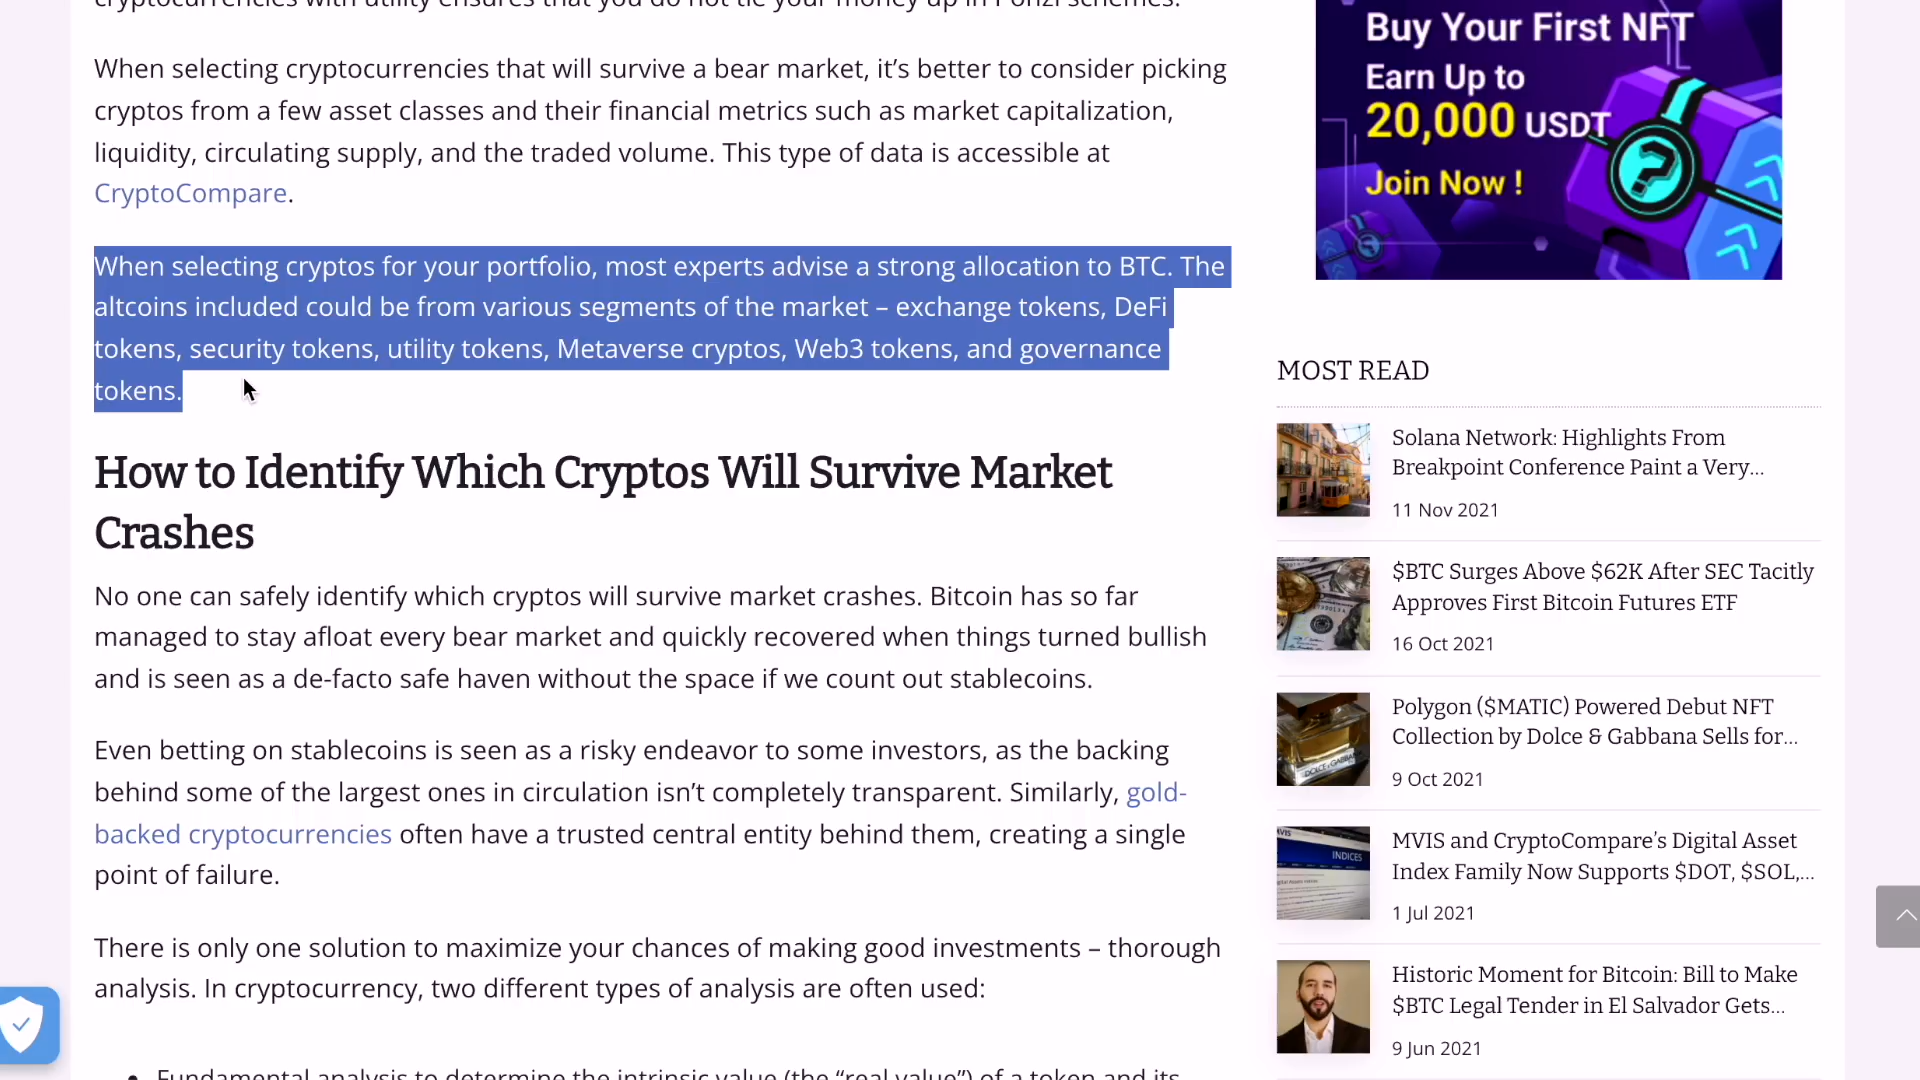 cryptocurrencies with utility ensures that you do not tie your money up in Ponzi schemes.
When selecting cryptocurrencies that will survive a bear market, it’s better to consider picking
cryptos from a few asset classes and their financial metrics such as market capitalization,
liquidity, circulating supply, and the traded volume. This type of data is accessible at
CryptoCompare.
When selecting cryptos for your portfolio, most experts advise a strong allocation to BTC. The
altcoins included could be from various segments of the market – exchange tokens, DeFi
tokens, security tokens, utility tokens, Metaverse cryptos, Web3 tokens, and governance
tokens.
How to Identify Which Cryptos Will Survive Market
Crashes
No one can safely identify which cryptos will survive market crashes. Bitcoin has so far
managed to stay afloat every bear market and quickly recovered when things turned bullish
and is seen as a de-facto safe haven without the space if we count out stablecoins.
Even betting on stablecoins is seen as a risky endeavor to some investors, as the backing
behind some of the largest ones in circulation isn’t completely transparent. Similarly, gold-
backed cryptocurrencies often have a trusted central entity behind them, creating a single
point of failure.
There is only one solution to maximize your chances of making good investments – thorough
analysis. In cryptocurrency, two different types of analysis are often used:
• Fundamental analysis to determine the intrinsic value (the “real value”) of a token and its
Buy Your First NFT
Earn Up to
20,000 USDT
Join Now !
MOST READ
Solana Network: Highlights From
Breakpoint Conference Paint a Very...
11 Nov 2021
$BTC Surges Above $62K After SEC Tacitly
Approves First Bitcoin Futures ETF
16 Oct 2021
Polygon ($MATIC) Powered Debut NFT
Collection by Dolce & Gabbana Sells for...
9 Oct 2021
INDICES
MVIS and CryptoCompare’s Digital Asset
Index Family Now Supports $DOT, $SOL,...
1 Jul 2021
Historic Moment for Bitcoin: Bill to Make
$BTC Legal Tender in El Salvador Gets...
9 Jun 2021